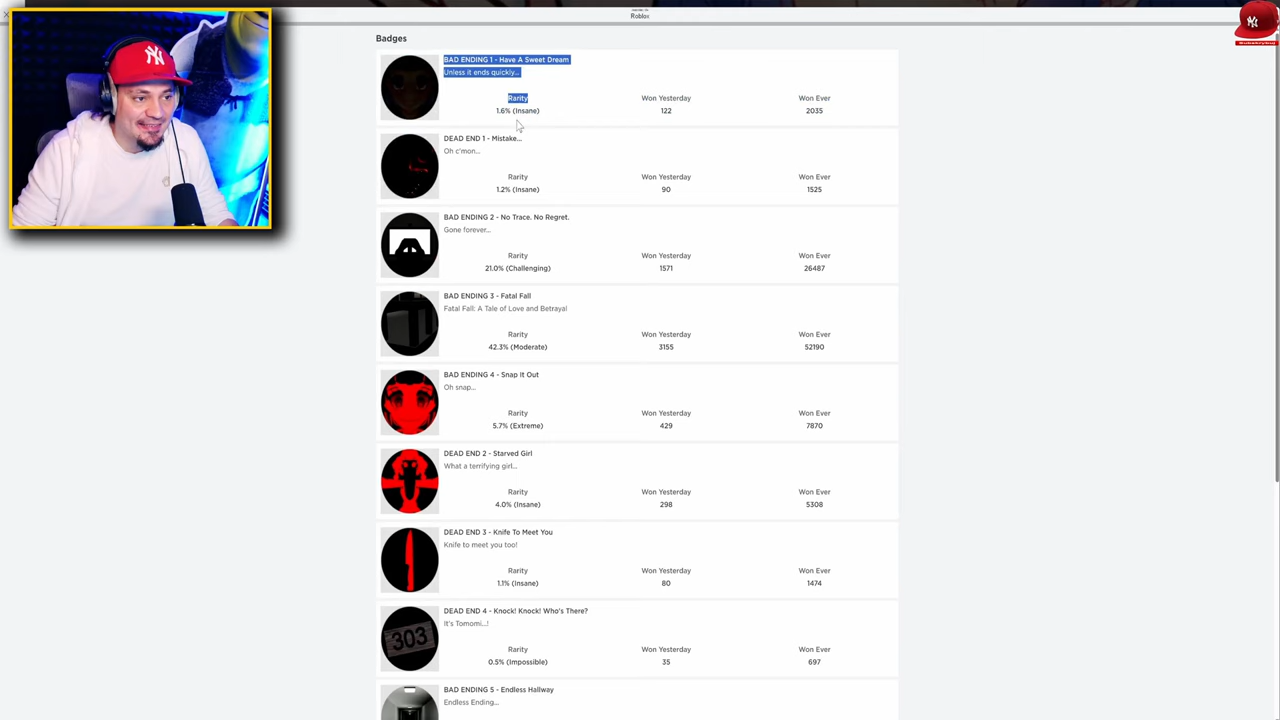 Roblox
Badges
BAD ENDING 1 - Have A Sweet Dream
Unless it ends quickly...
Rarity Won Yesterday Won Ever
1.6% (Insane) 122 2035
DEAD END 1 - Mistake...
Oh c'mon...
Rarity Won Yesterday Won Ever
1.2% (Insane) 90 1525
BAD ENDING 2 - No Trace. No Regret.
Gone forever...
Rarity Won Yesterday Won Ever
21.0% (Challenging) 1571 26487
BAD ENDING 3 - Fatal Fall
Fatal Fall: A Tale of Love and Betrayal
Rarity Won Yesterday Won Ever
42.3% (Moderate) 3155 52190
BAD ENDING 4 - Snap It Out
Oh snap...
Rarity Won Yesterday Won Ever
5.7% (Extreme) 429 7870
DEAD END 2 - Starved Girl
What a terrifying girl...
Rarity Won Yesterday Won Ever
4.0% (Insane) 298 5308
DEAD END 3 - Knife To Meet You
Knife to meet you too!
Rarity Won Yesterday Won Ever
1.1% (Insane) 80 1474
DEAD END 4 - Knock! Knock! Who's There?
303
It's Tomomi...!
Rarity Won Yesterday Won Ever
0.5% (Impossible) 35 697
BAD ENDING 5 - Endless Hallway
Endless Ending...